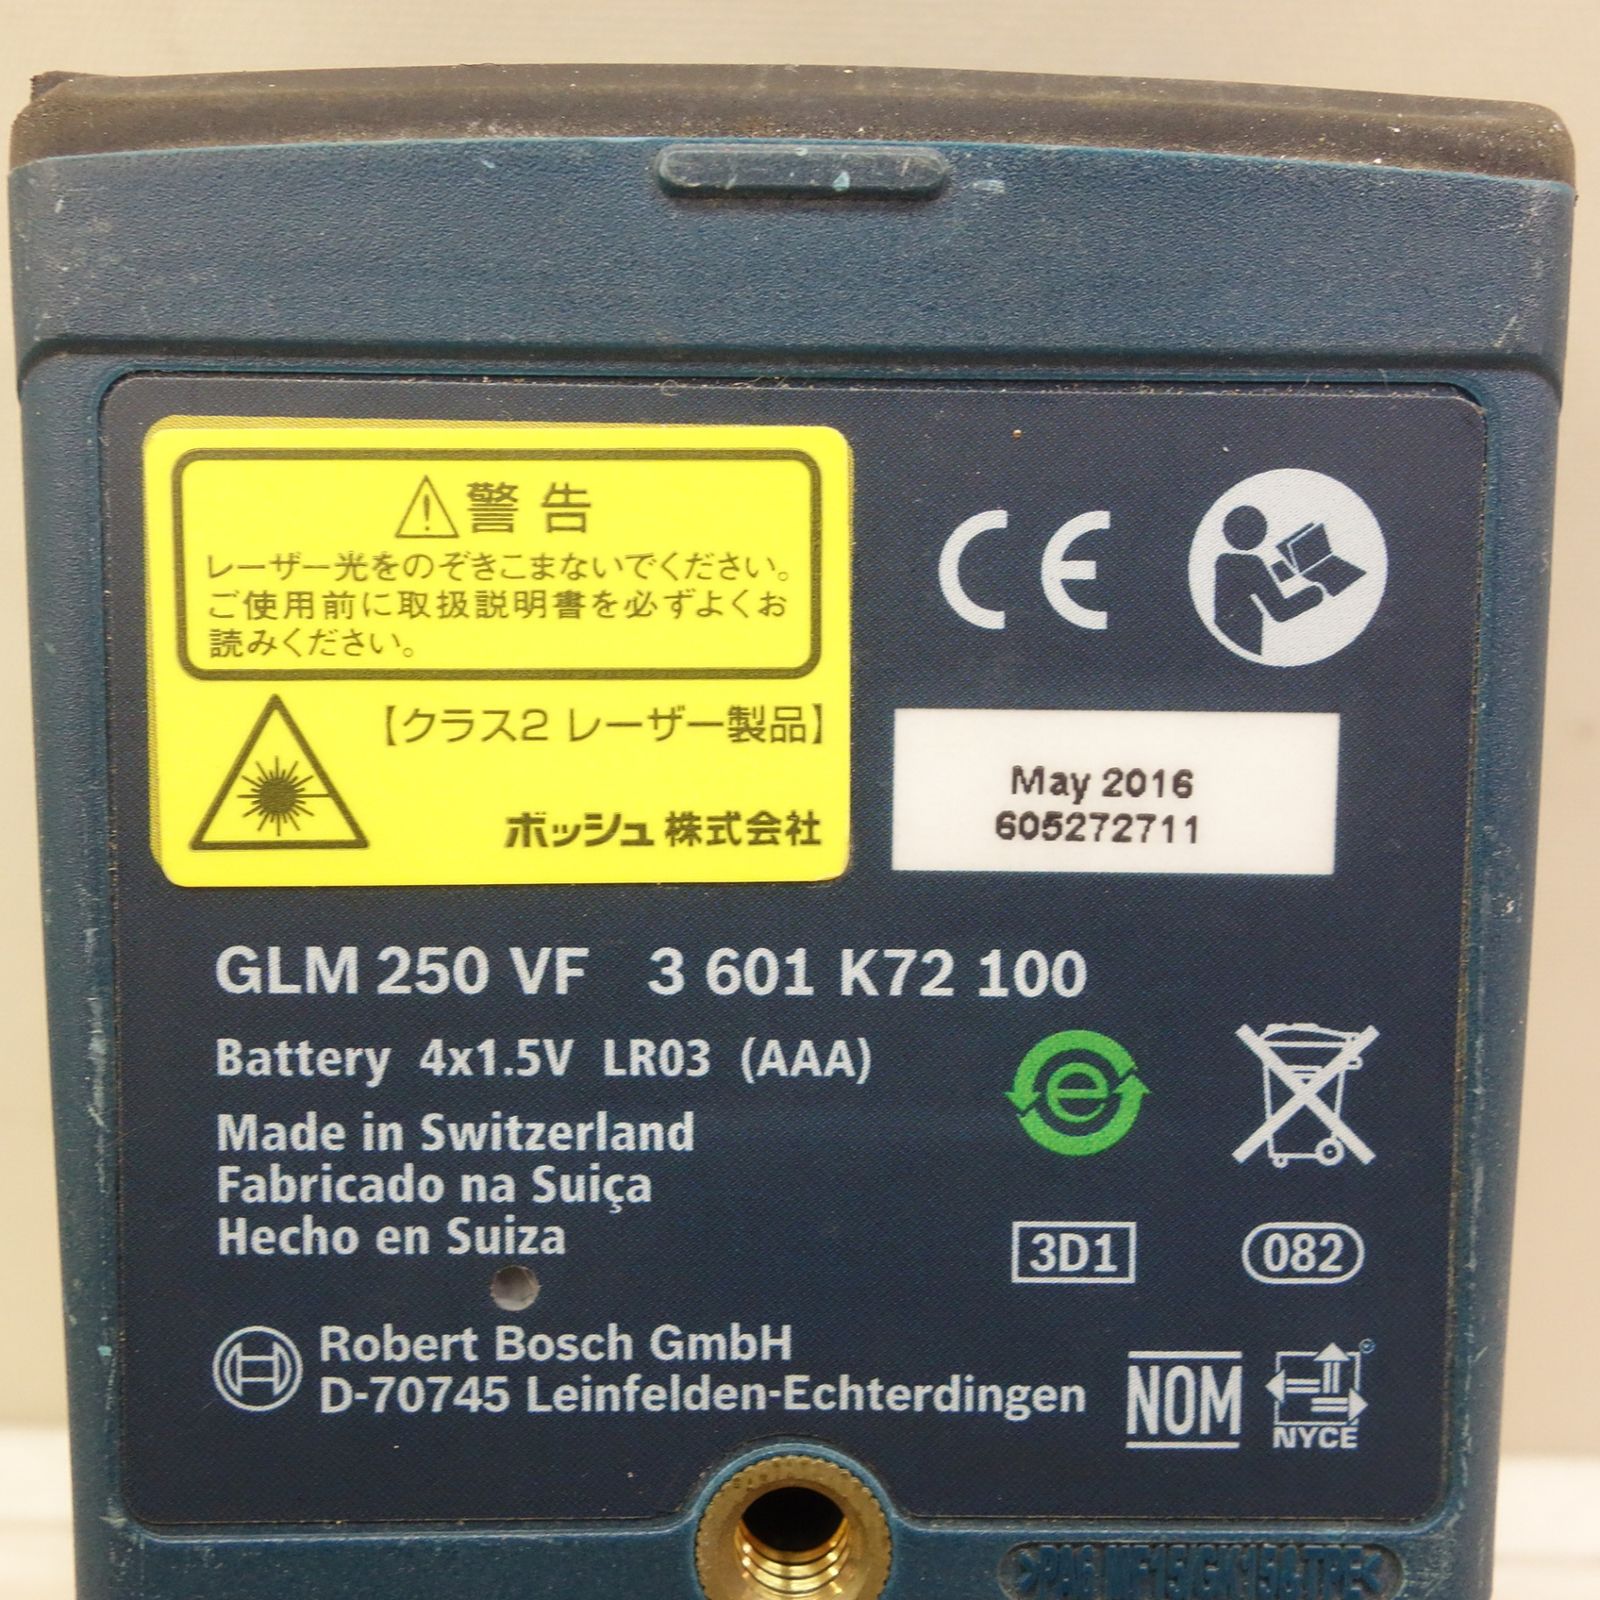 警告
レーザー光をのぞきこまないでください。
ご使用前に取扱説明書を必ずよくお
読みください。
【クラス2 レーザー製品】
ボッシュ株式会社
CE
May 2016
605272711
GLM 250 VF 3 601 K72 100
Battery 4x1.5V LR03 (AAA)
e
Made in Switzerland
Fabricado na Suiça
Hecho en Suiza
3D1
082
Robert Bosch GmbH
D-70745 Leinfelden-Echterdingen
NOM
NYCE